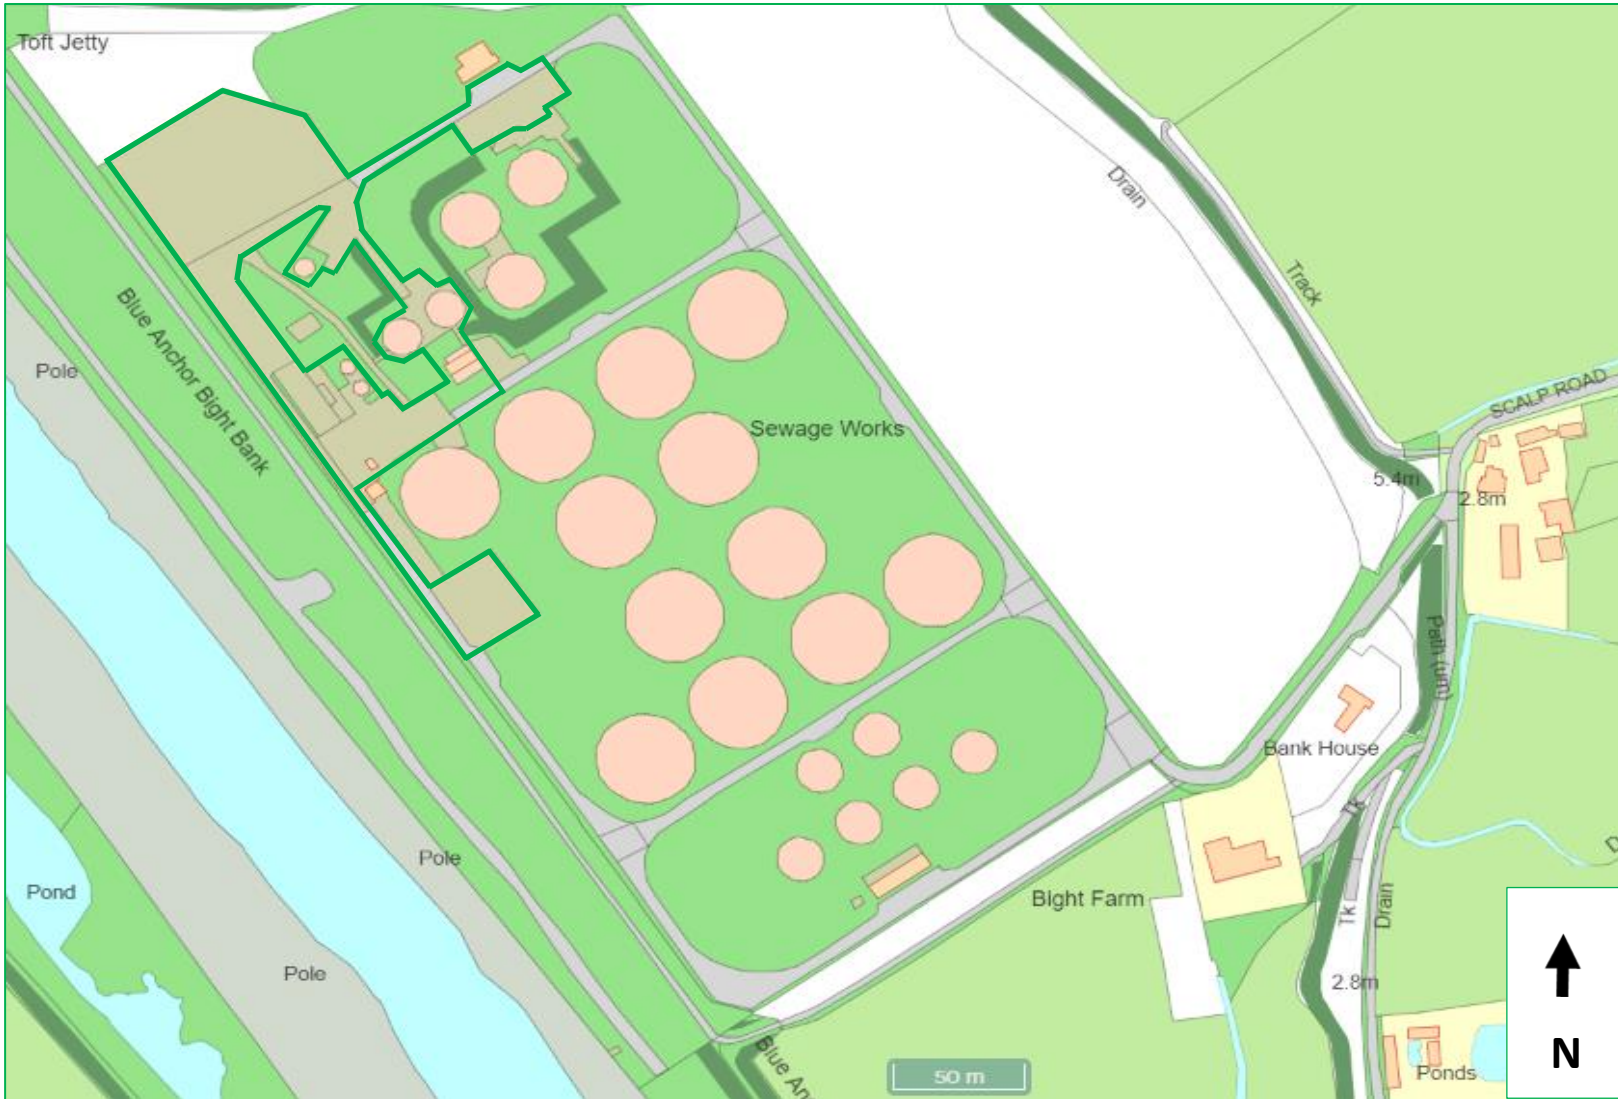 Toft Jetty
Drain
Track
Blue Anchor Bight Bank
Pole
SCALP ROAD
Sewage Works
5.4m
2.8m
Path (um)
Bank House
Tk
Pole
Pond
Bight Farm
Tk
Drain
D
Pole
2.8m
N
Blue An
50 m
Ponds